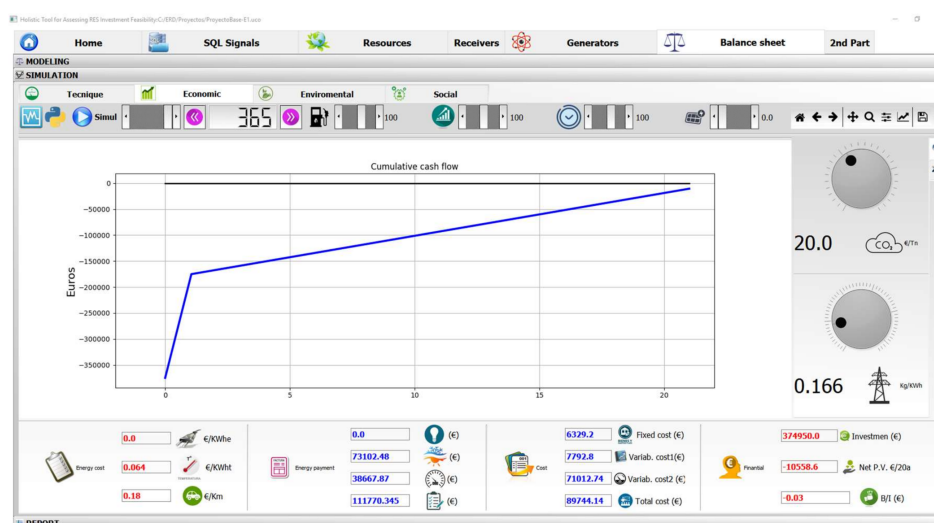 Holistic Tool for Assessing RES Investment Feasibility:C:/ERD/Proyectos/ProyectoBase-E1.uco
Home SQL Signals Resources Receivers Generators Balance sheet 2nd Part
MODELING
SIMULATION
Tecnique Economic Enviromental Social
Simul 365 100 100 100 0.0
Cumulative cash flow
0
−50000
−100000
−150000
−200000
−250000
−300000
−350000
Euros
0 5 10 15 20
20.0 CO₂ €/Tn
0.166 Kg/KWh
0.0 €/KWhe 0.0 (€) 6329.2 Fixed cost (€) 374950.0 Investmen (€)
Energy cost 0.064 €/KWht Energy payment 73102.48 (€) Cost 7792.8 Variab. cost1(€) Finantial -10558.6 Net P.V. €/20a
38667.87 (€) 71012.74 Variab. cost2 (€)
0.18 €/Km 111770.345 (€) 89744.14 Total cost (€) -0.03 B/I (€)
REPORT